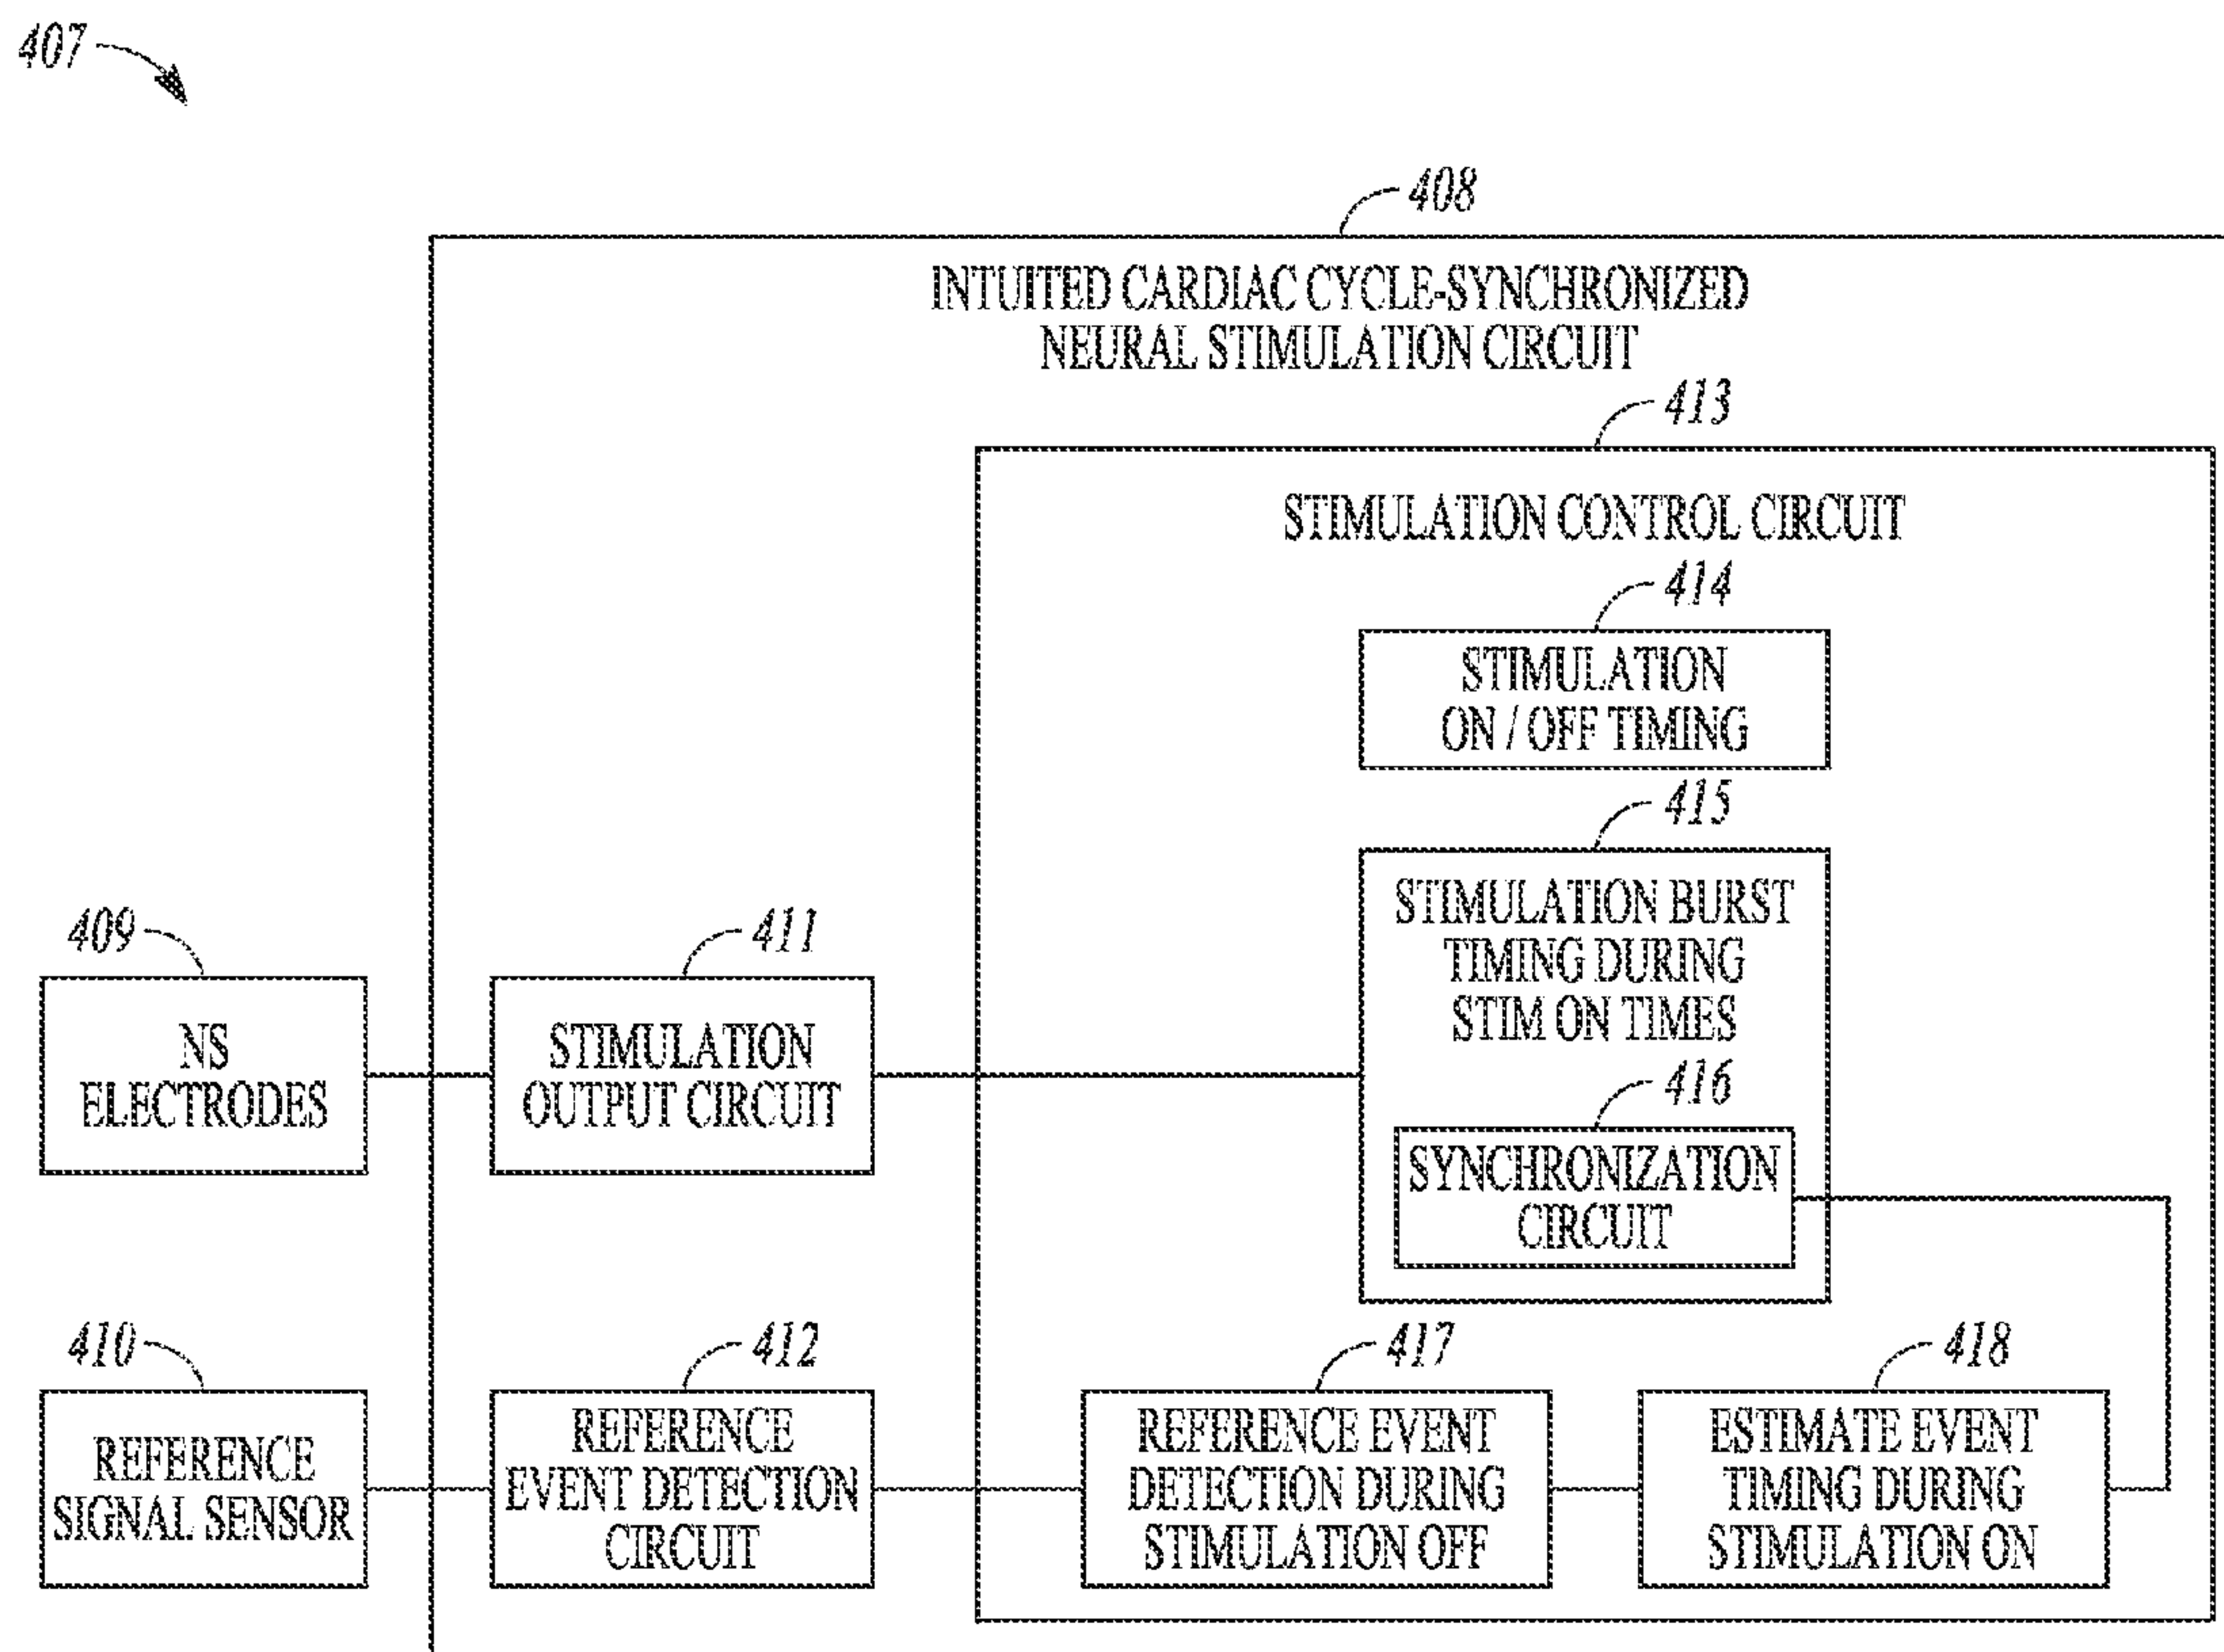 407
408
INTUITED CARDIAC CYCLE-SYNCHRONIZED
NEURAL STIMULATION CIRCUIT
413
STIMULATION CONTROL CIRCUIT
414
STIMULATION
ON / OFF TIMING
415
STIMULATION BURST
TIMING DURING
STIM ON TIMES
416
SYNCHRONIZATION
CIRCUIT
409
NS
ELECTRODES
411
STIMULATION
OUTPUT CIRCUIT
410
REFERENCE
SIGNAL SENSOR
412
REFERENCE
EVENT DETECTION
CIRCUIT
417
REFERENCE EVENT
DETECTION DURING
STIMULATION OFF
418
ESTIMATE EVENT
TIMING DURING
STIMULATION ON